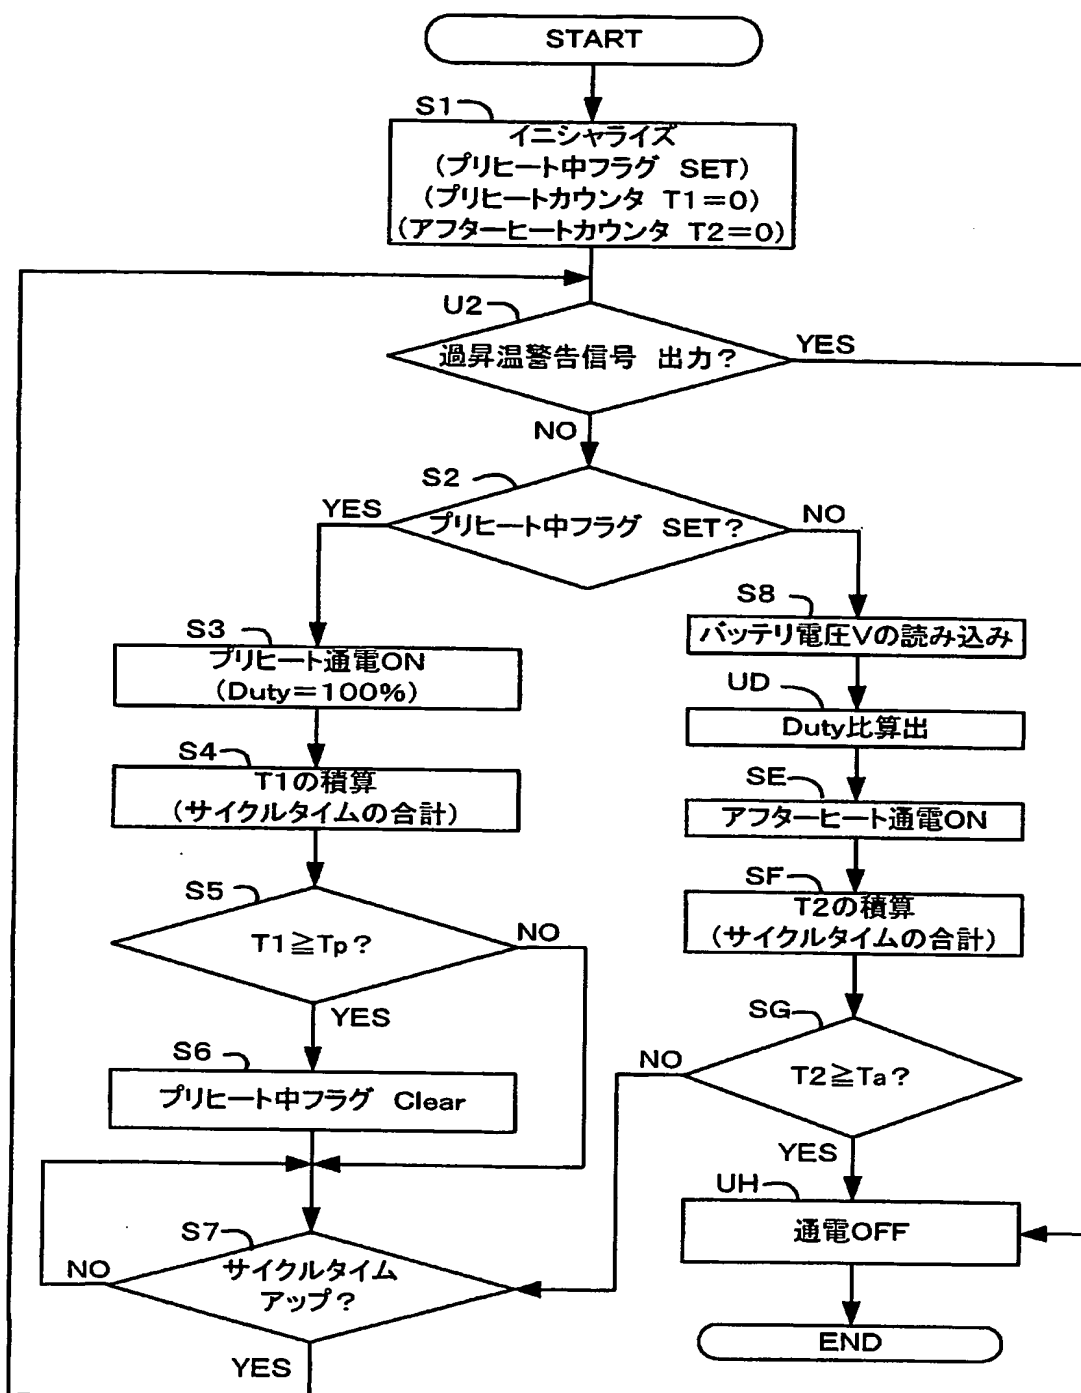 START
S1
イニシャライズ
(プリヒート中フラグ SET)
(プリヒートカウンタ T1=0)
(アフターヒートカウンタ T2=0)
U2
過昇温警告信号 出力?
YES
NO
S2
YES
プリヒート中フラグ SET?
NO
S3
プリヒート通電ON
(Duty=100%)
S4
T1の積算
(サイクルタイムの合計)
S5
T1≧Tp?
NO
YES
S6
プリヒート中フラグ Clear
S7
サイクルタイム
アップ?
NO
YES
S8
バッテリ電圧Vの読み込み
UD
Duty比算出
SE
アフターヒート通電ON
SF
T2の積算
(サイクルタイムの合計)
SG
NO
T2≧Ta?
YES
UH
通電OFF
END